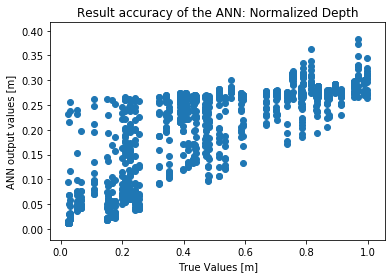 Result accuracy of the ANN: Normalized Depth
0.40
0.35
0.30
0.25
0.20
0.15
0.10
0.05
0.00
ANN output values [m]
0.0 0.2 0.4 0.6 0.8 1.0
True Values [m]